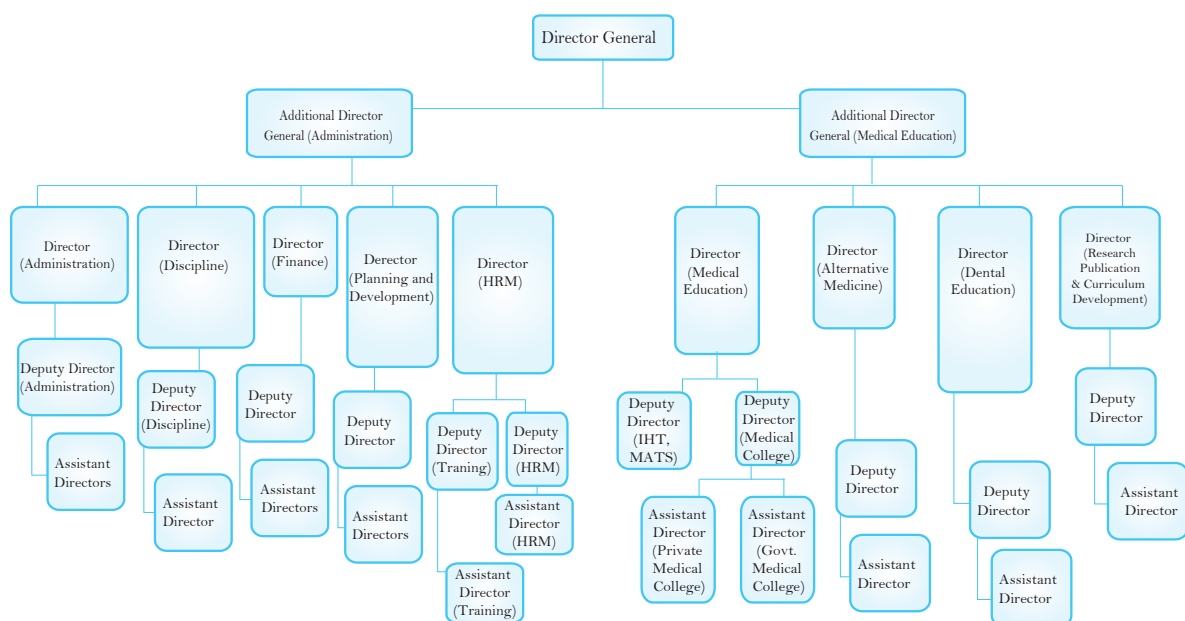 Director General
Additional Director
General (Administration)
Additional Director
General (Medical Education)
Director
(Administration)
Director
(Discipline)
Director
(Finance)
Derector
(Planning and
Development)
Director
(HRM)
Director
(Medical
Education)
Director
(Alternative
Medicine)
Director
(Dental
Education)
Director
(Research
Publication
& Curriculum
Development)
Deputy Director
(Administration)
Deputy
Director
(Discipline)
Deputy
Director
Deputy
Director
Deputy
Director
(Traning)
Deputy
Director
(HRM)
Deputy
Director
(IHT,
MATS)
Deputy
Director
(Medical
College)
Deputy
Director
Deputy
Director
Deputy
Director
Assistant
Directors
Assistant
Director
Assistant
Directors
Assistant
Directors
Assistant
Director
(HRM)
Assistant
Director
(Training)
Assistant
Director
(Private
Medical
College)
Assistant
Director
(Govt.
Medical
College)
Assistant
Director
Assistant
Director
Assistant
Director